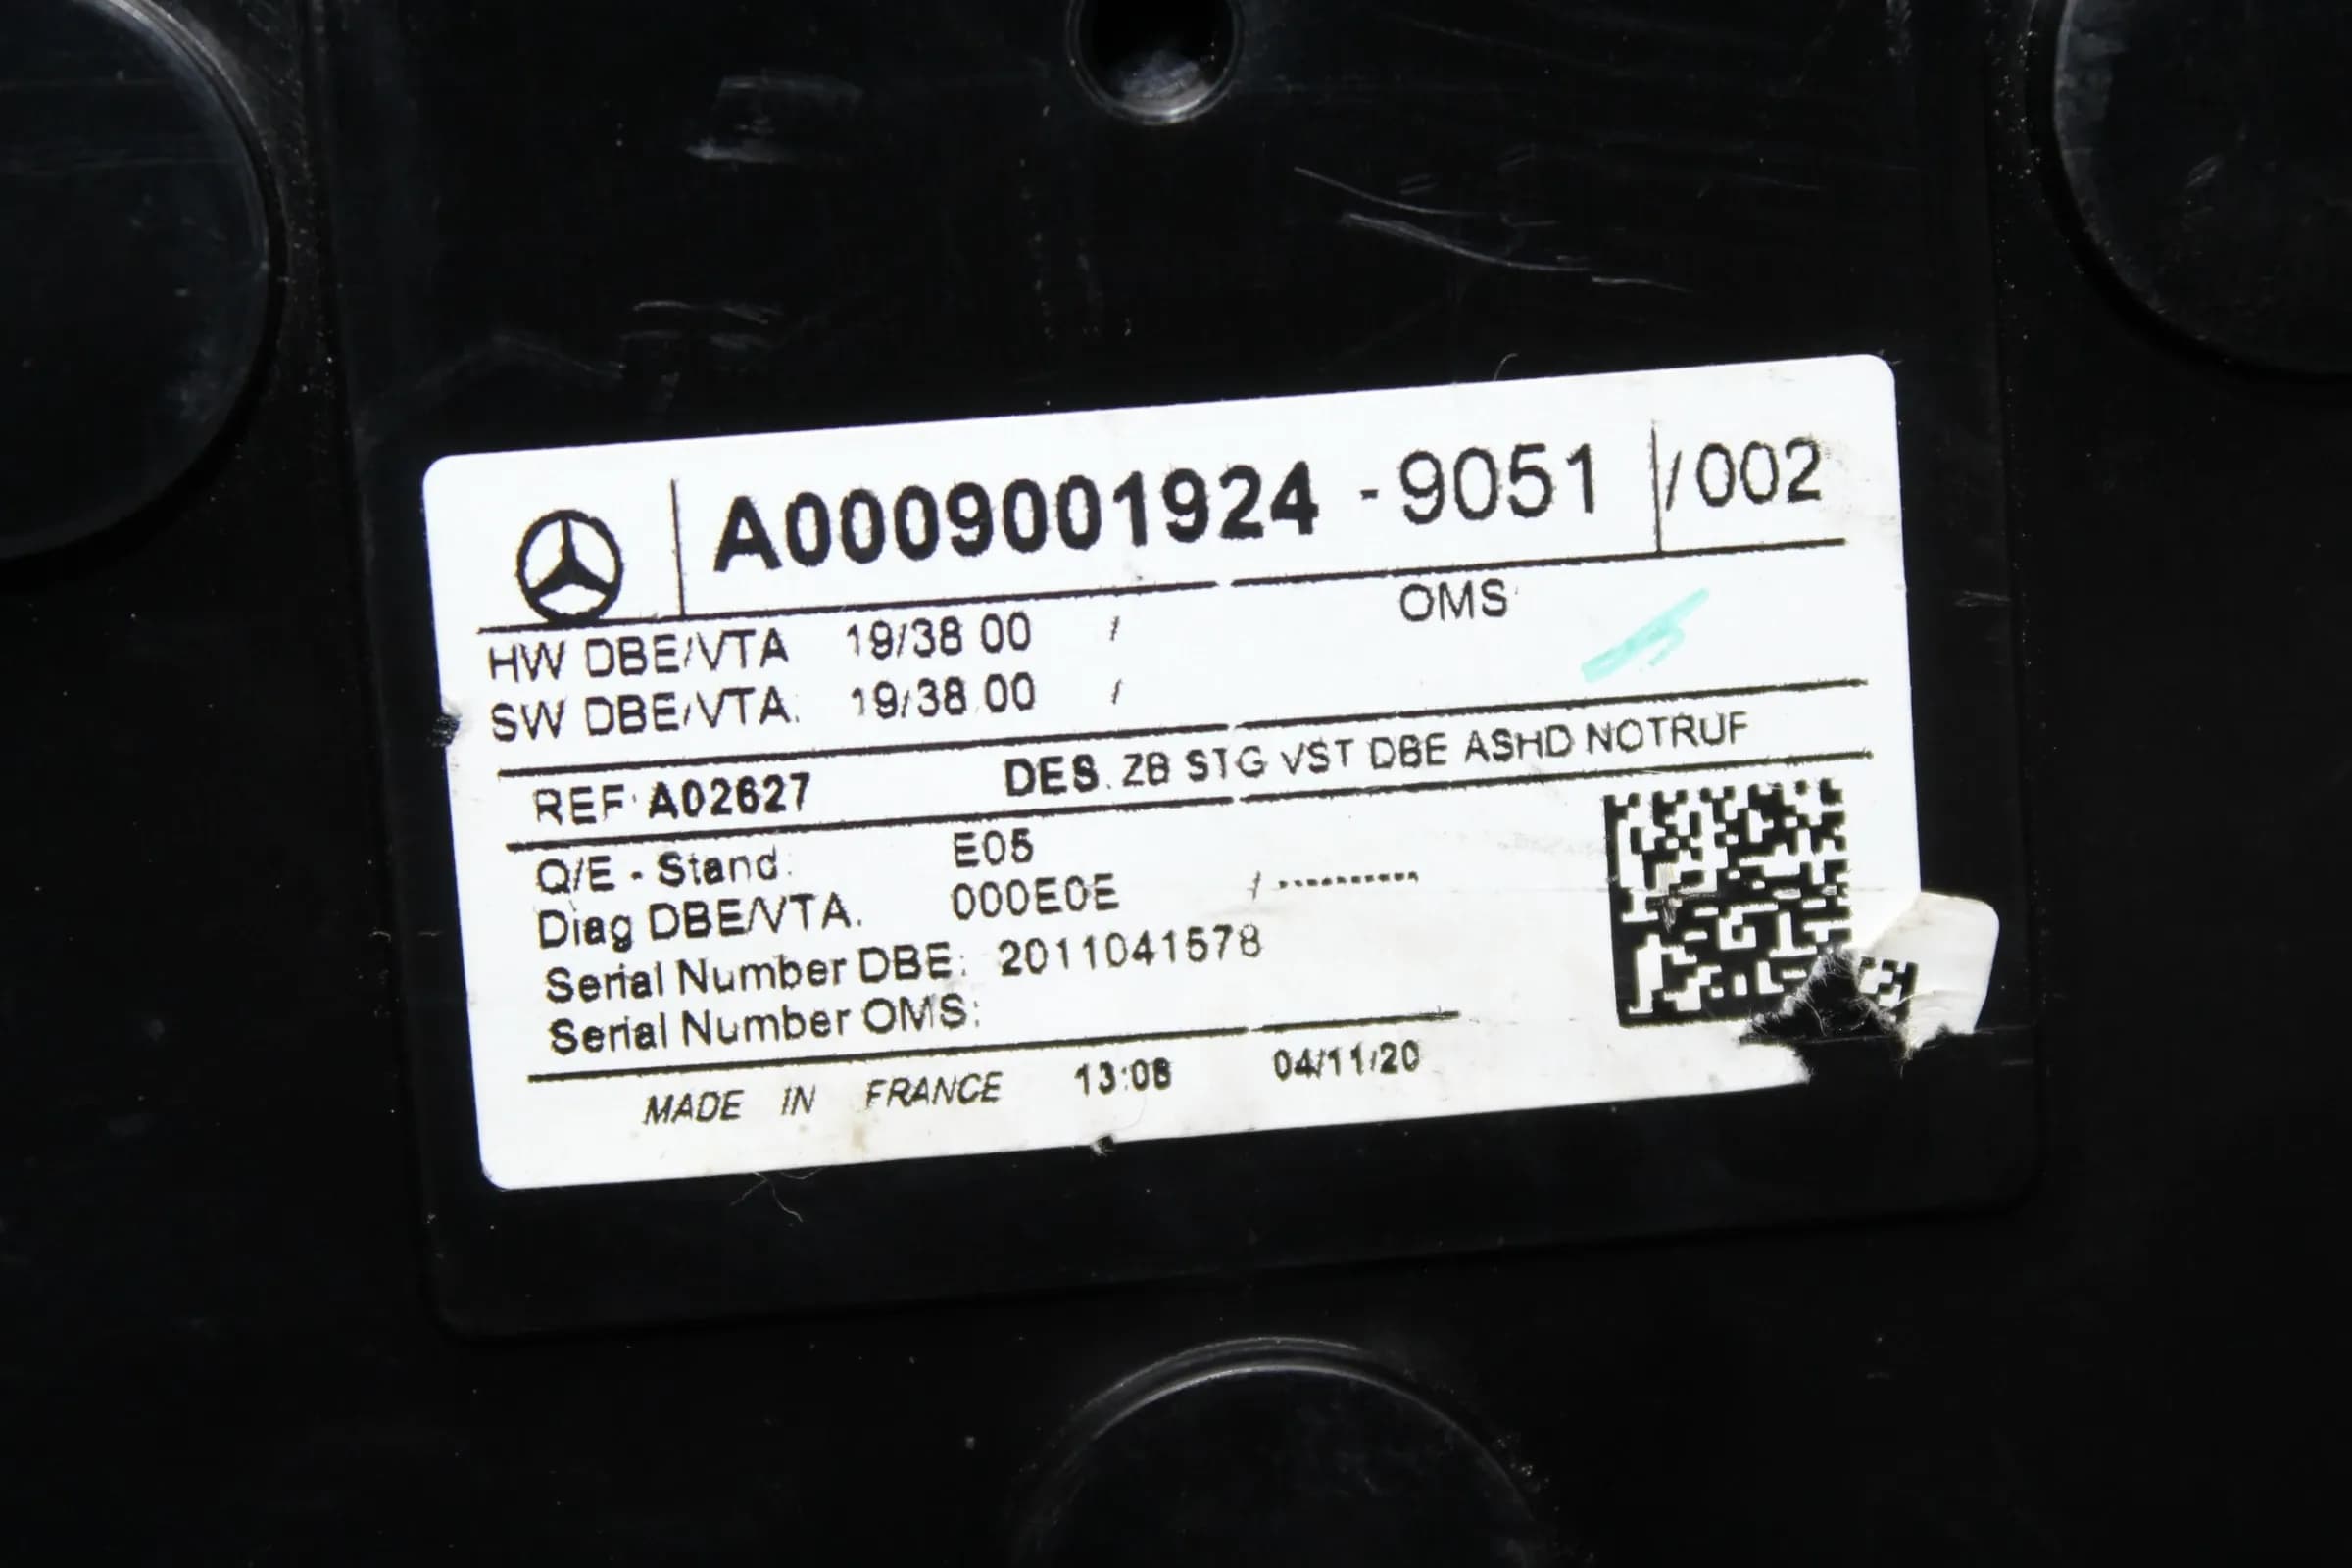 A0009001924 - 9051 /002
HW DBE/VTA 19/38 00 / OMS
SW DBE/VTA. 19/38 00 /
REF A02627 DES. ZB STG VST DBE ASHD NOTRUF
Q/E - Stand: E05
Diag DBE/VTA. 000E0E /..........
Serial Number DBE: 2011041578
Serial Number OMS:
MADE IN FRANCE 13:08 04/11/20